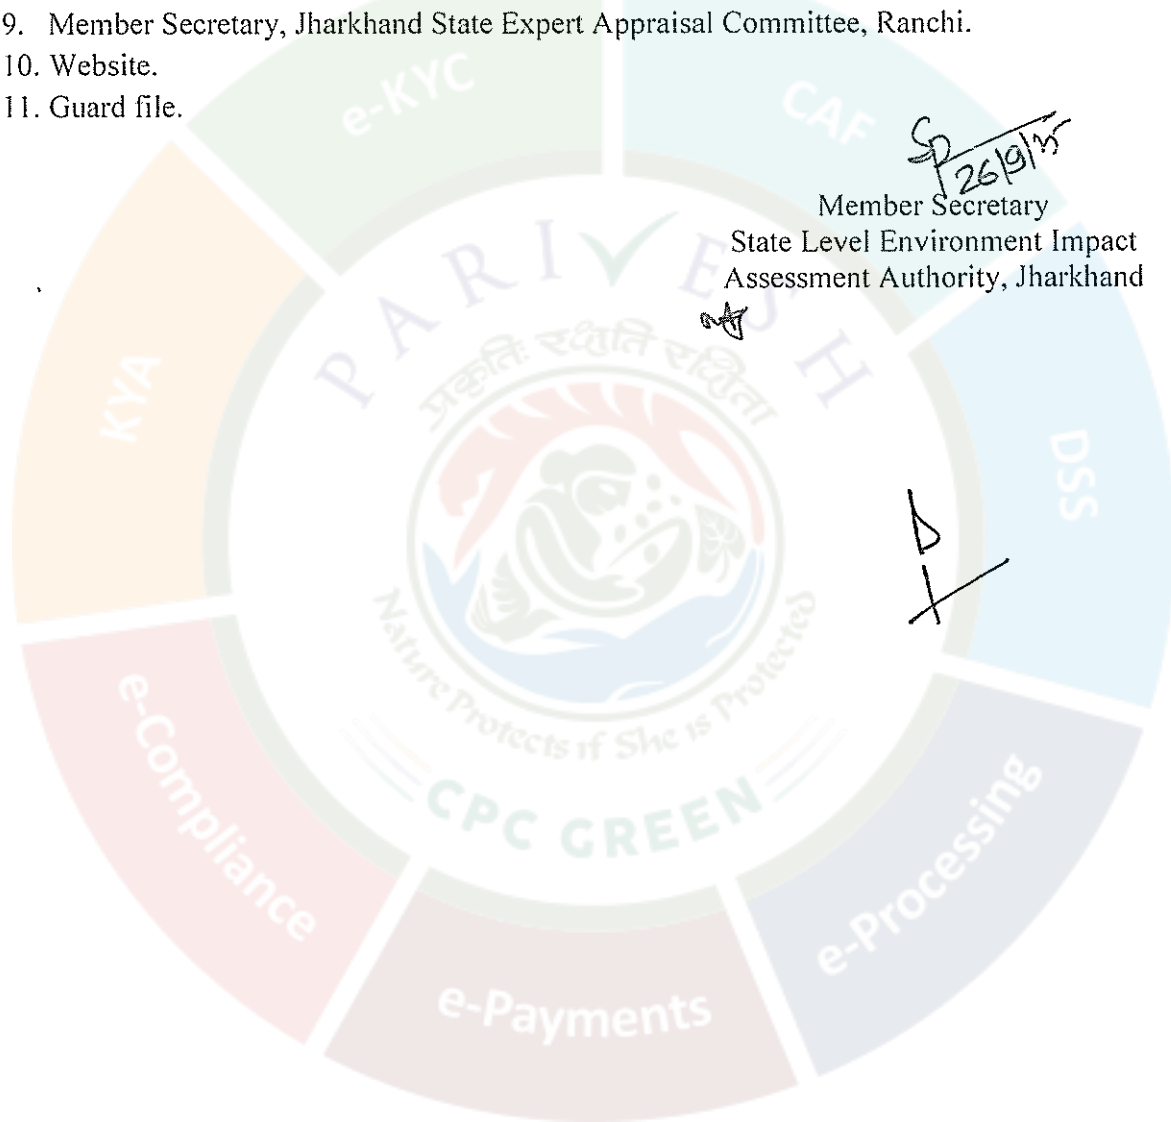 9. Member Secretary, Jharkhand State Expert Appraisal Committee, Ranchi.
10. Website.
11. Guard file.
26/9/25
Member Secretary
State Level Environment Impact
Assessment Authority, Jharkhand
e-KYC
CAF
KYA
DSS
PARIVESH
प्रकृतिः रक्षति रक्षिता
Nature Protects if She is Protected
CPC GREEN
e-Compliance
e-Processing
e-Payments